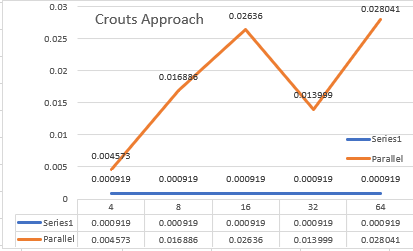 Crouts Approach
0.03
0.025
0.02
0.015
0.01
0.005
0
0.004573
0.016886
0.02636
0.013999
0.028041
0.000919 0.000919 0.000919 0.000919 0.000919
Series1
Parallel
4 8 16 32 64
Series1 0.000919 0.000919 0.000919 0.000919 0.000919
Parallel 0.004573 0.016886 0.02636 0.013999 0.028041